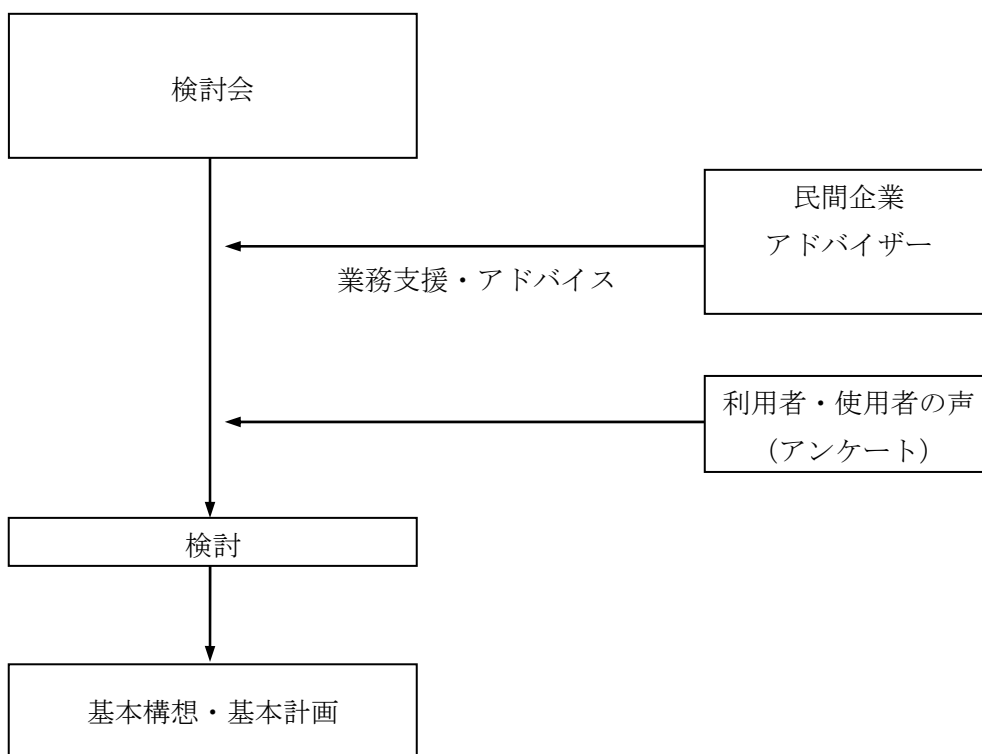 検討会
民間企業
アドバイザー
業務支援・アドバイス
利用者・使用者の声
（アンケート）
検討
基本構想・基本計画